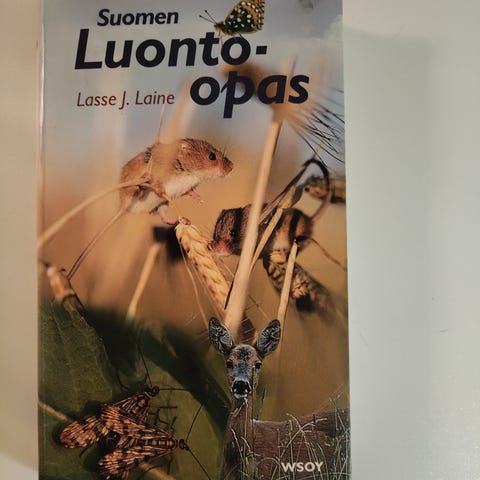 Suomen
Luonto-
opas
Lasse J. Laine
WSOY